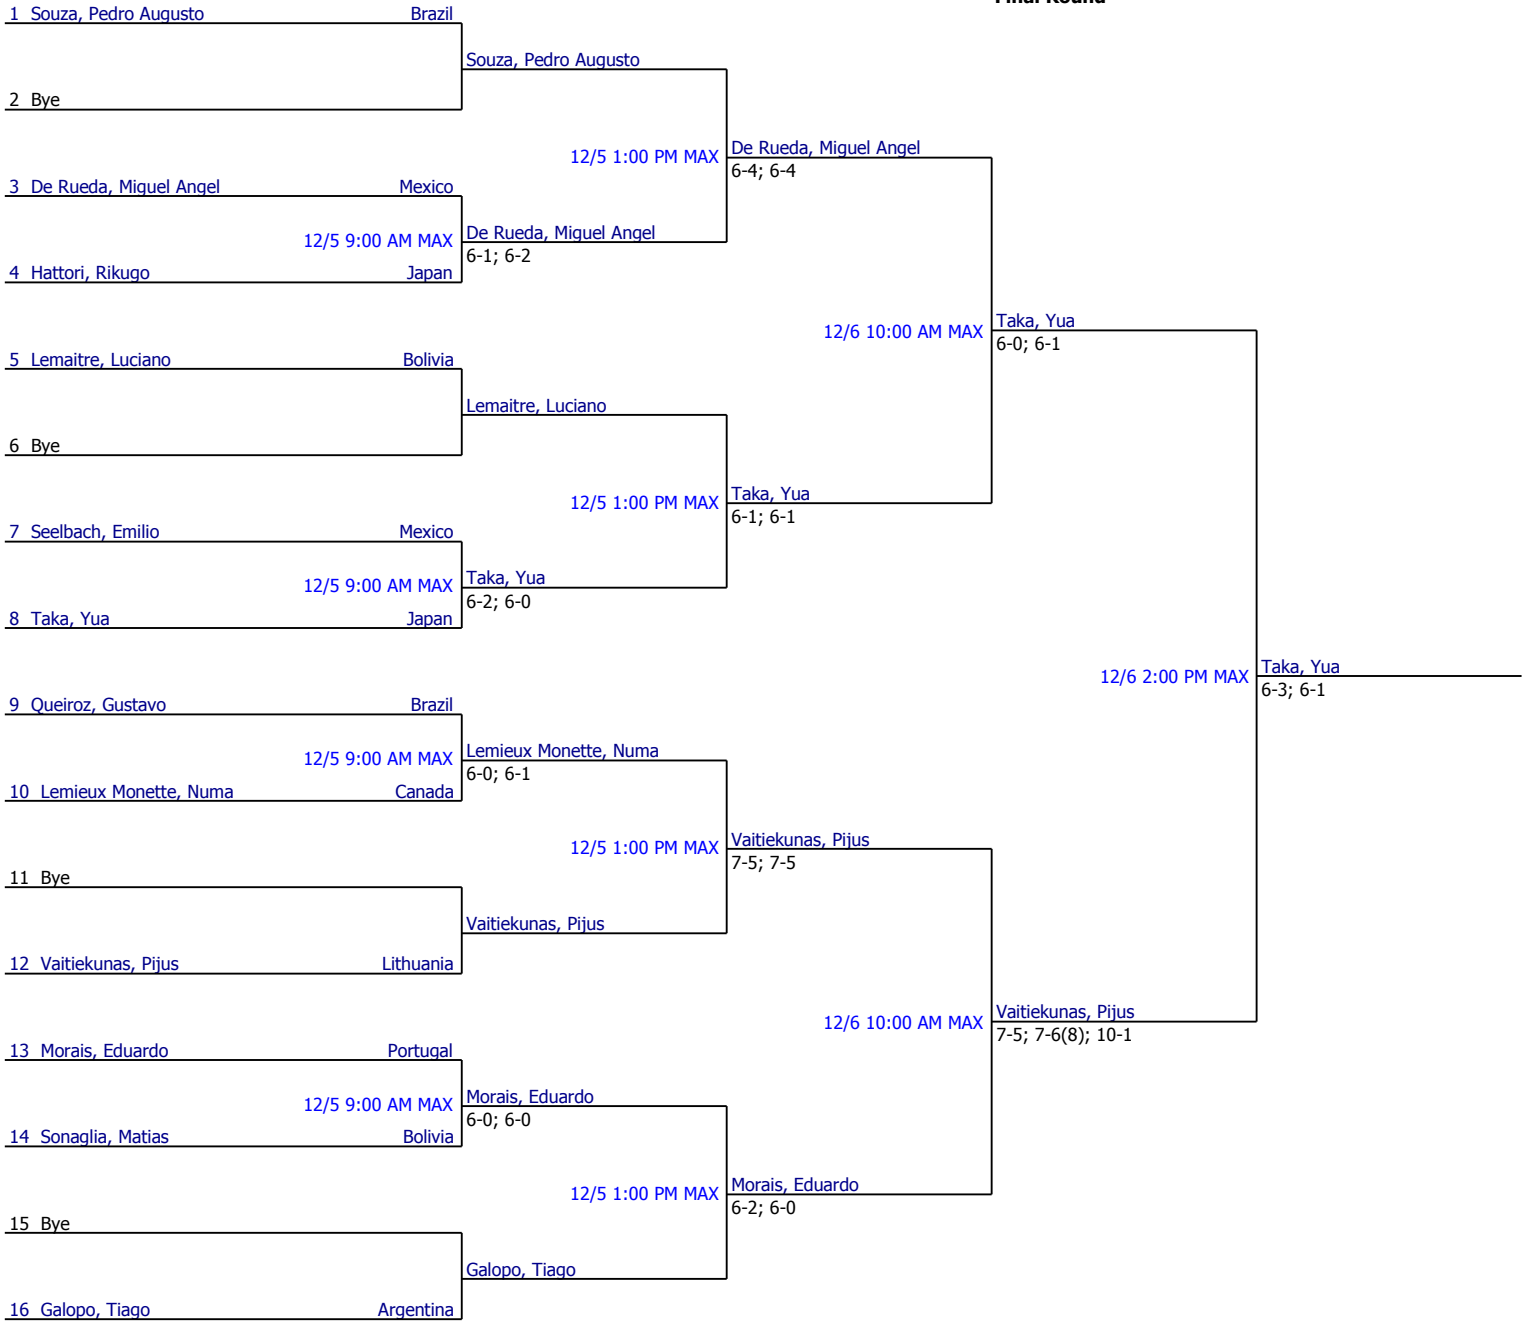 Final Round
1 Souza, Pedro Augusto Brazil
Souza, Pedro Augusto
2 Bye
12/5 1:00 PM MAX De Rueda, Miguel Angel
6-4; 6-4
3 De Rueda, Miguel Angel Mexico
12/5 9:00 AM MAX De Rueda, Miguel Angel
6-1; 6-2
4 Hattori, Rikugo Japan
12/6 10:00 AM MAX Taka, Yua
6-0; 6-1
5 Lemaitre, Luciano Bolivia
Lemaitre, Luciano
6 Bye
12/5 1:00 PM MAX Taka, Yua
6-1; 6-1
7 Seelbach, Emilio Mexico
12/5 9:00 AM MAX Taka, Yua
6-2; 6-0
8 Taka, Yua Japan
12/6 2:00 PM MAX Taka, Yua
6-3; 6-1
9 Queiroz, Gustavo Brazil
12/5 9:00 AM MAX Lemieux Monette, Numa
6-0; 6-1
10 Lemieux Monette, Numa Canada
12/5 1:00 PM MAX Vaitiekunas, Pijus
7-5; 7-5
11 Bye
Vaitiekunas, Pijus
12 Vaitiekunas, Pijus Lithuania
12/6 10:00 AM MAX Vaitiekunas, Pijus
7-5; 7-6(8); 10-1
13 Morais, Eduardo Portugal
12/5 9:00 AM MAX Morais, Eduardo
6-0; 6-0
14 Sonaglia, Matias Bolivia
12/5 1:00 PM MAX Morais, Eduardo
6-2; 6-0
15 Bye
Galopo, Tiago
16 Galopo, Tiago Argentina